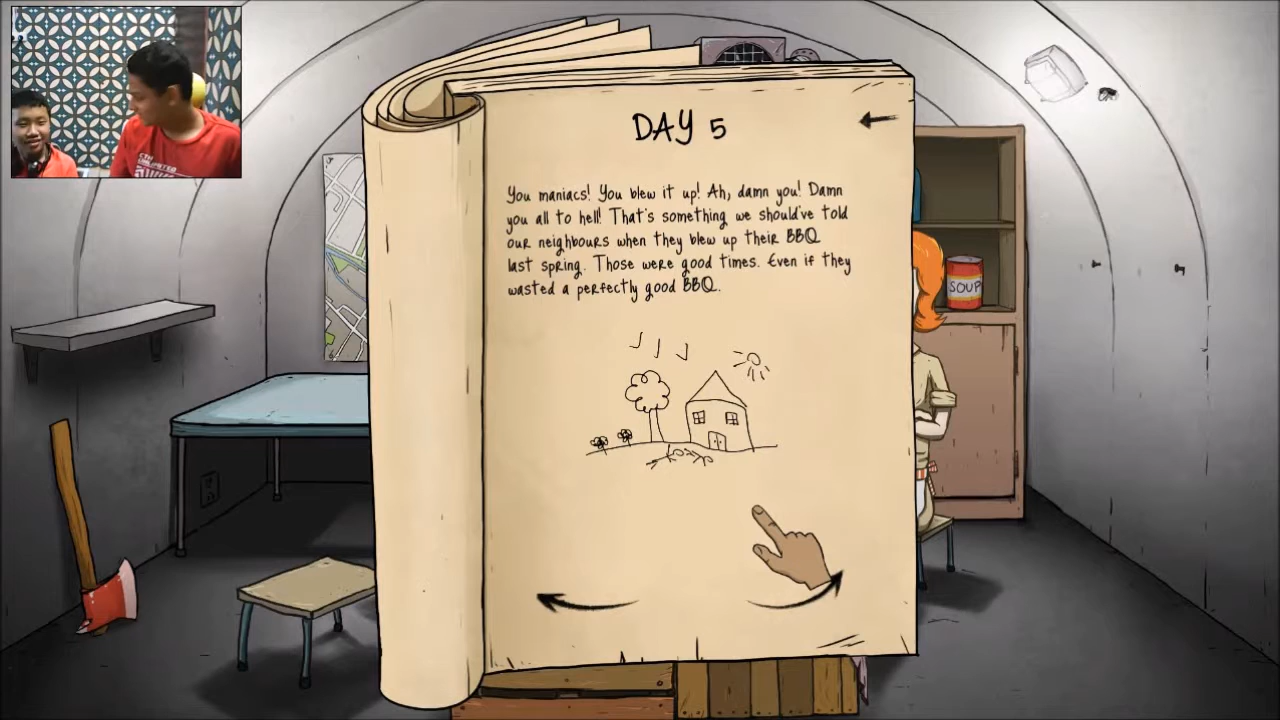 DAY 5
You maniacs! You blew it up! Ah, damn you! Damn
you all to hell! That's something we should've told
our neighbours when they blew up their BBQ
last spring. Those were good times. Even if they
wasted a perfectly good BBQ.
SOUP